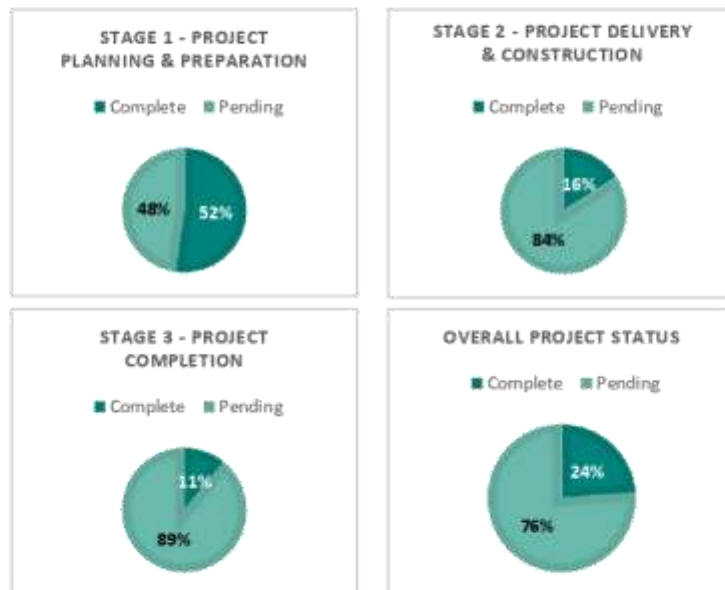 STAGE 1 - PROJECT
PLANNING & PREPARATION
Complete Pending
48%
52%
STAGE 2 - PROJECT DELIVERY
& CONSTRUCTION
Complete Pending
16%
84%
STAGE 3 - PROJECT
COMPLETION
Complete Pending
11%
89%
OVERALL PROJECT STATUS
Complete Pending
24%
76%